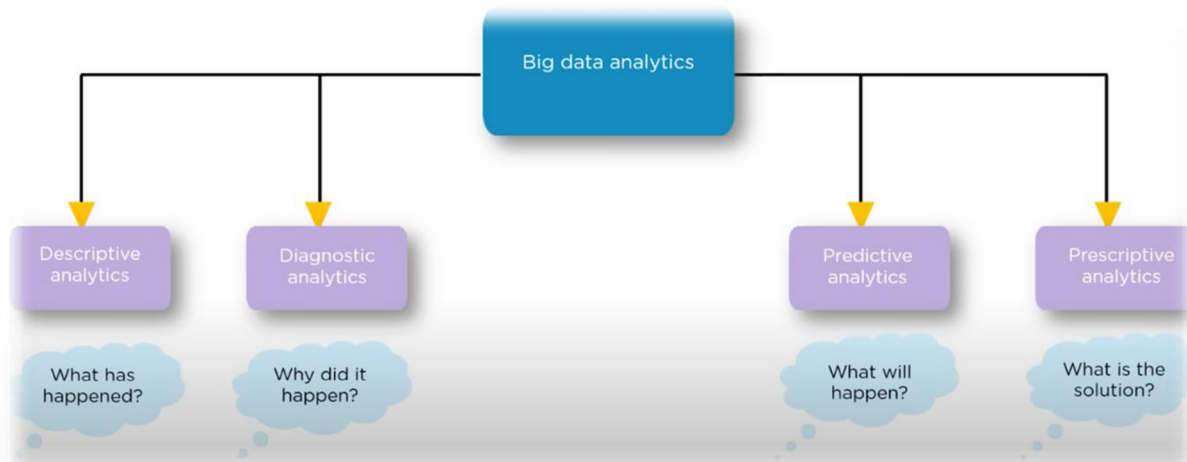 Big data analytics
Descriptive
analytics
Diagnostic
analytics
Predictive
analytics
Prescriptive
analytics
What has
happened?
Why did it
happen?
What will
happen?
What is the
solution?